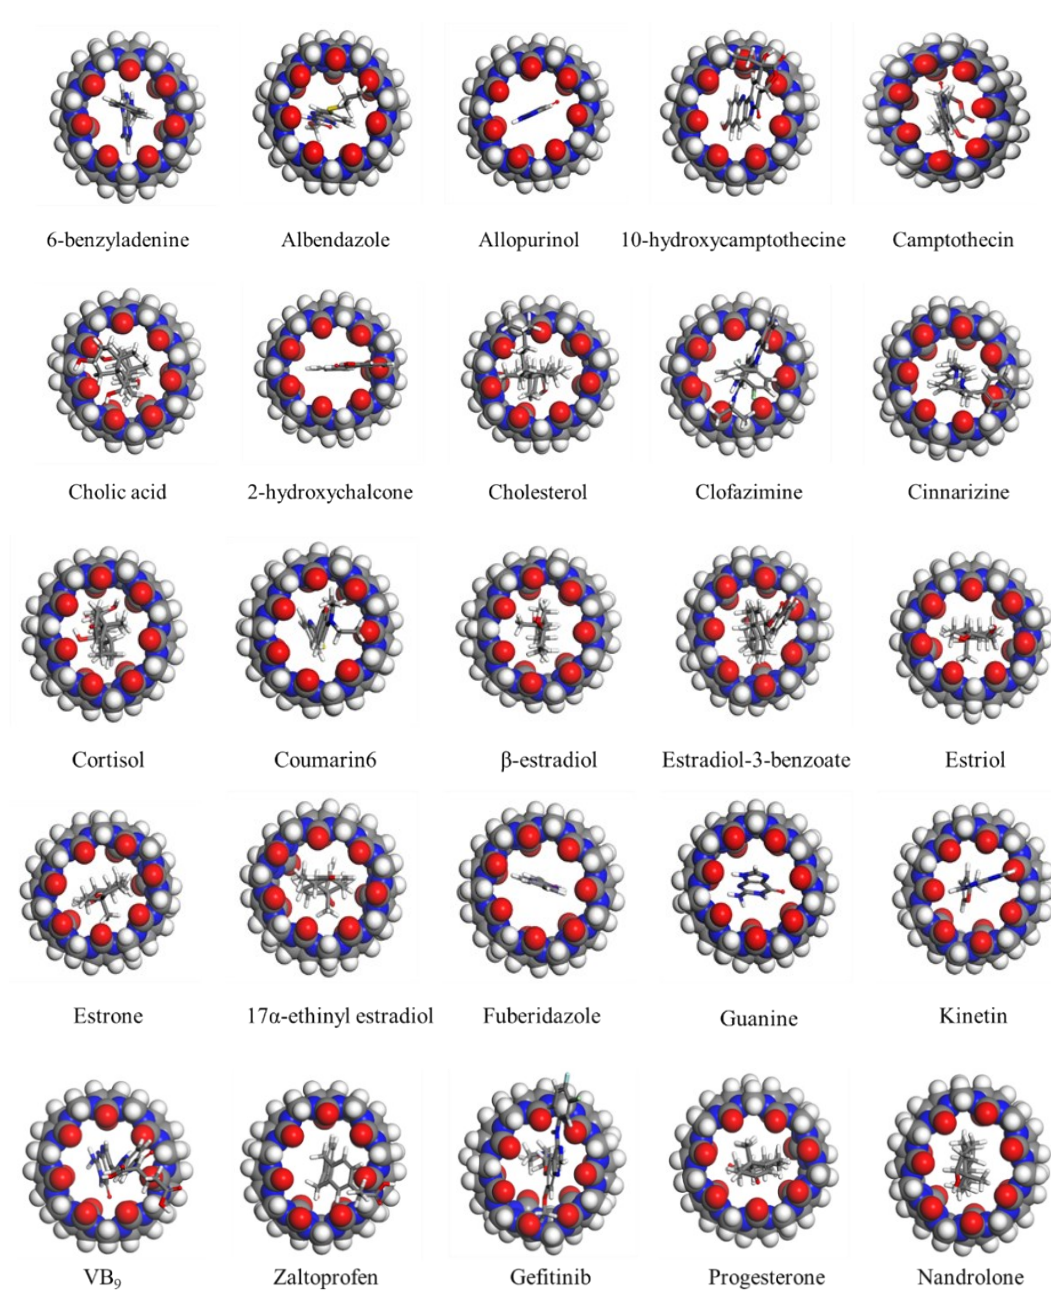 6-benzyladenine Albendazole Allopurinol 10-hydroxycamptothecine Camptothecin
Cholic acid 2-hydroxychalcone Cholesterol Clofazimine Cinnarizine
Cortisol Coumarin6 β-estradiol Estradiol-3-benzoate Estriol
Estrone 17α-ethinyl estradiol Fuberidazole Guanine Kinetin
VB₉ Zaltoprofen Gefitinib Progesterone Nandrolone